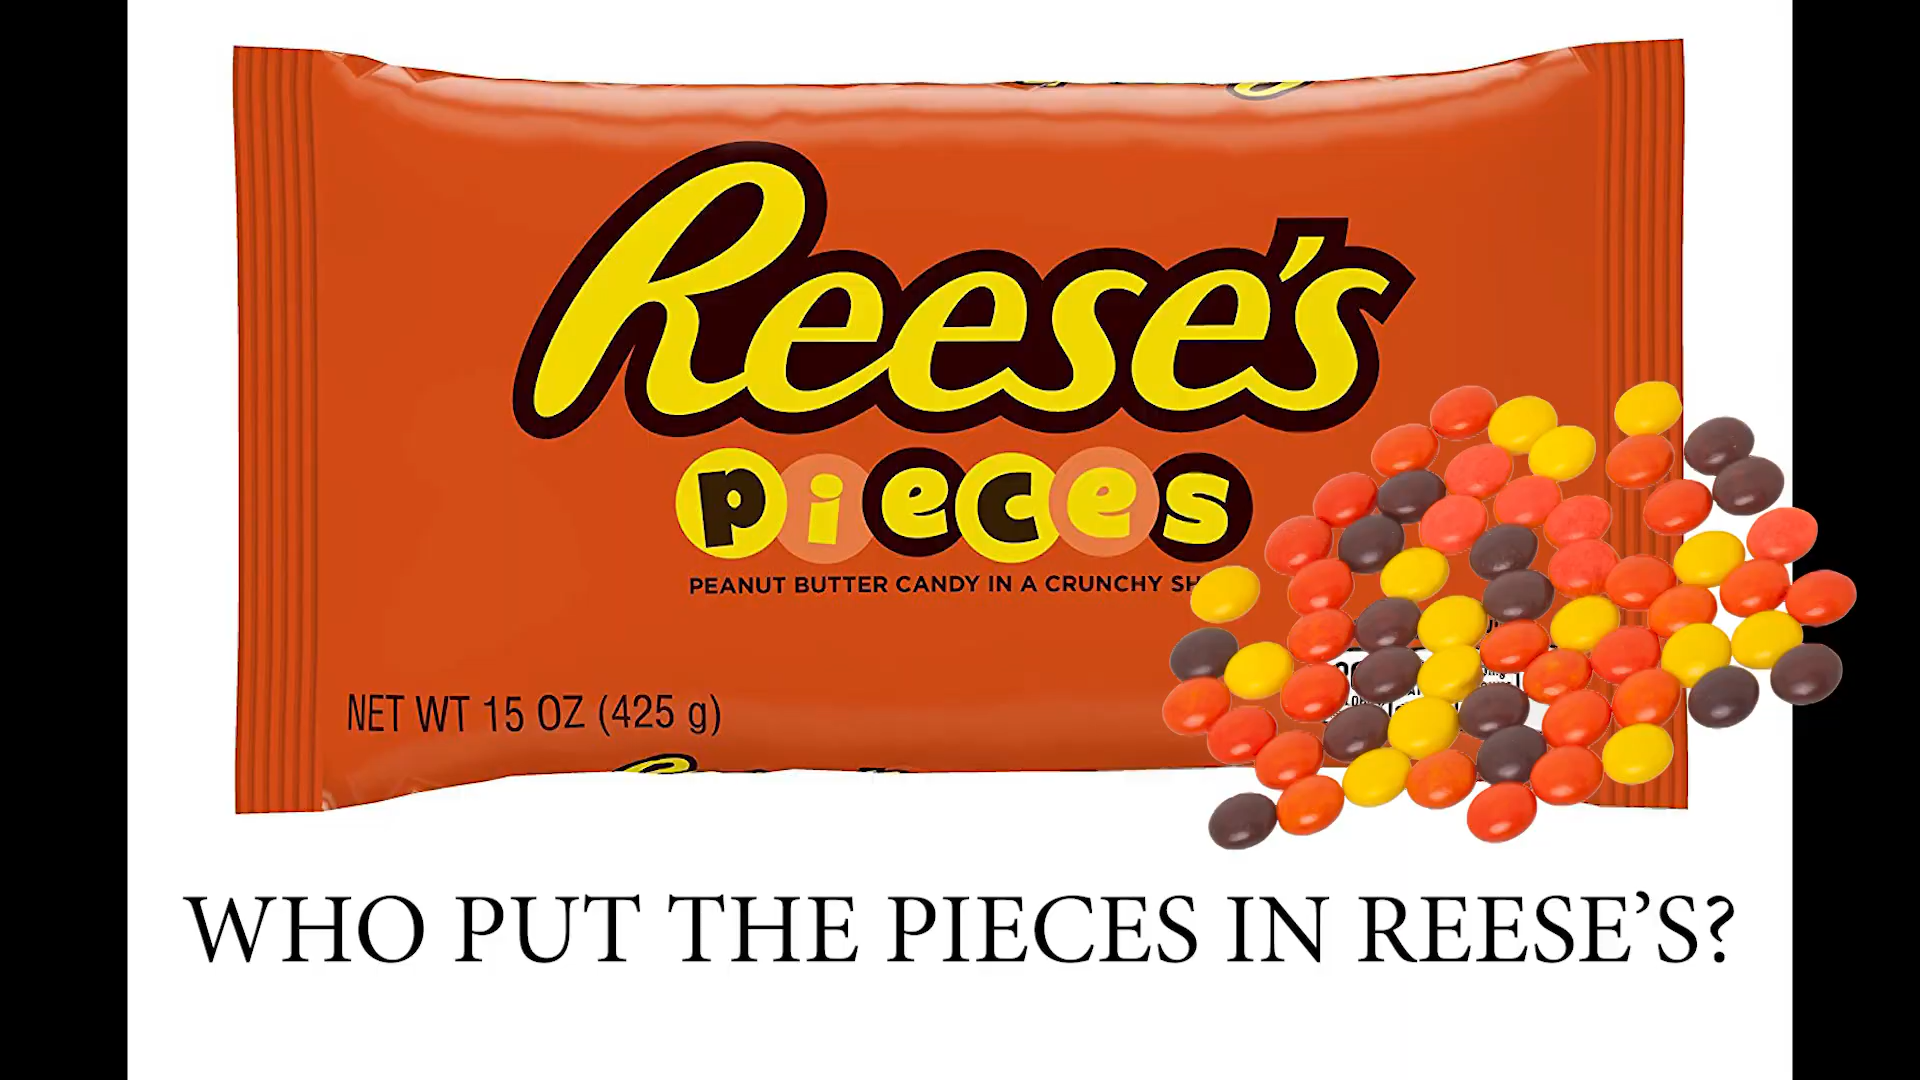 Reese's
pieces
PEANUT BUTTER CANDY IN A CRUNCHY
NET WT 15 OZ (425 g)
WHO PUT THE PIECES IN REESE’S?